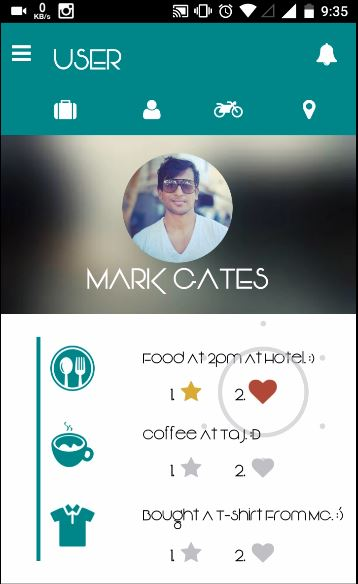 0
KB/s
9:35
USER
MARK CATES
Food at 2pm at Hotel. :)
1. 2.
Coffee at Taj. :D
1. 2.
Bought a T-shirt from MC. :')
1. 2.